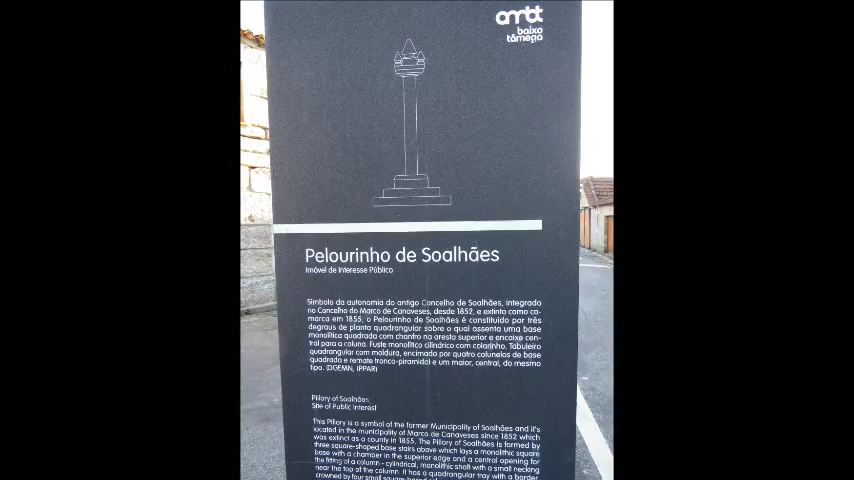 ambt
baixo
tâmega
Pelourinho de Soalhães
Imóvel de Interesse Público
Símbolo da autonomia do antigo Concelho de Soalhães, integrado
no Concelho do Marco de Canaveses, desde 1852, e extinto como co-
marca em 1855, o Pelourinho de Soalhães é constituído por três
degraus de planta quadrangular sobre o qual assenta uma base
monolítica quadrada com chanfro na aresta superior e encaixe cen-
tral para a coluna. Fuste monolítico cilíndrico com colarinho. Tabuleiro
quadrangular com moldura, encimado por quatro colunelos de base
quadrada e remate tronco-piramidal e um maior, central, do mesmo
tipo. (DGEMN, IPPAR)
Pillory of Soalhães
Site of Public Interest
This Pillory is a symbol of the former Municipality of Soalhães and it's
located in the municipality of Marco de Canaveses since 1852 which
was extinct as a county in 1855. The Pillory of Soalhães is formed by
three square-shaped base stairs above which lays a monolithic square
base with a chamber in the superior edge and a central opening for
the fitting of a column - cylindrical, monolithic shaft with a small necking
near the top of the column. It has a quadrangular tray with a border
crowned by four small square-based